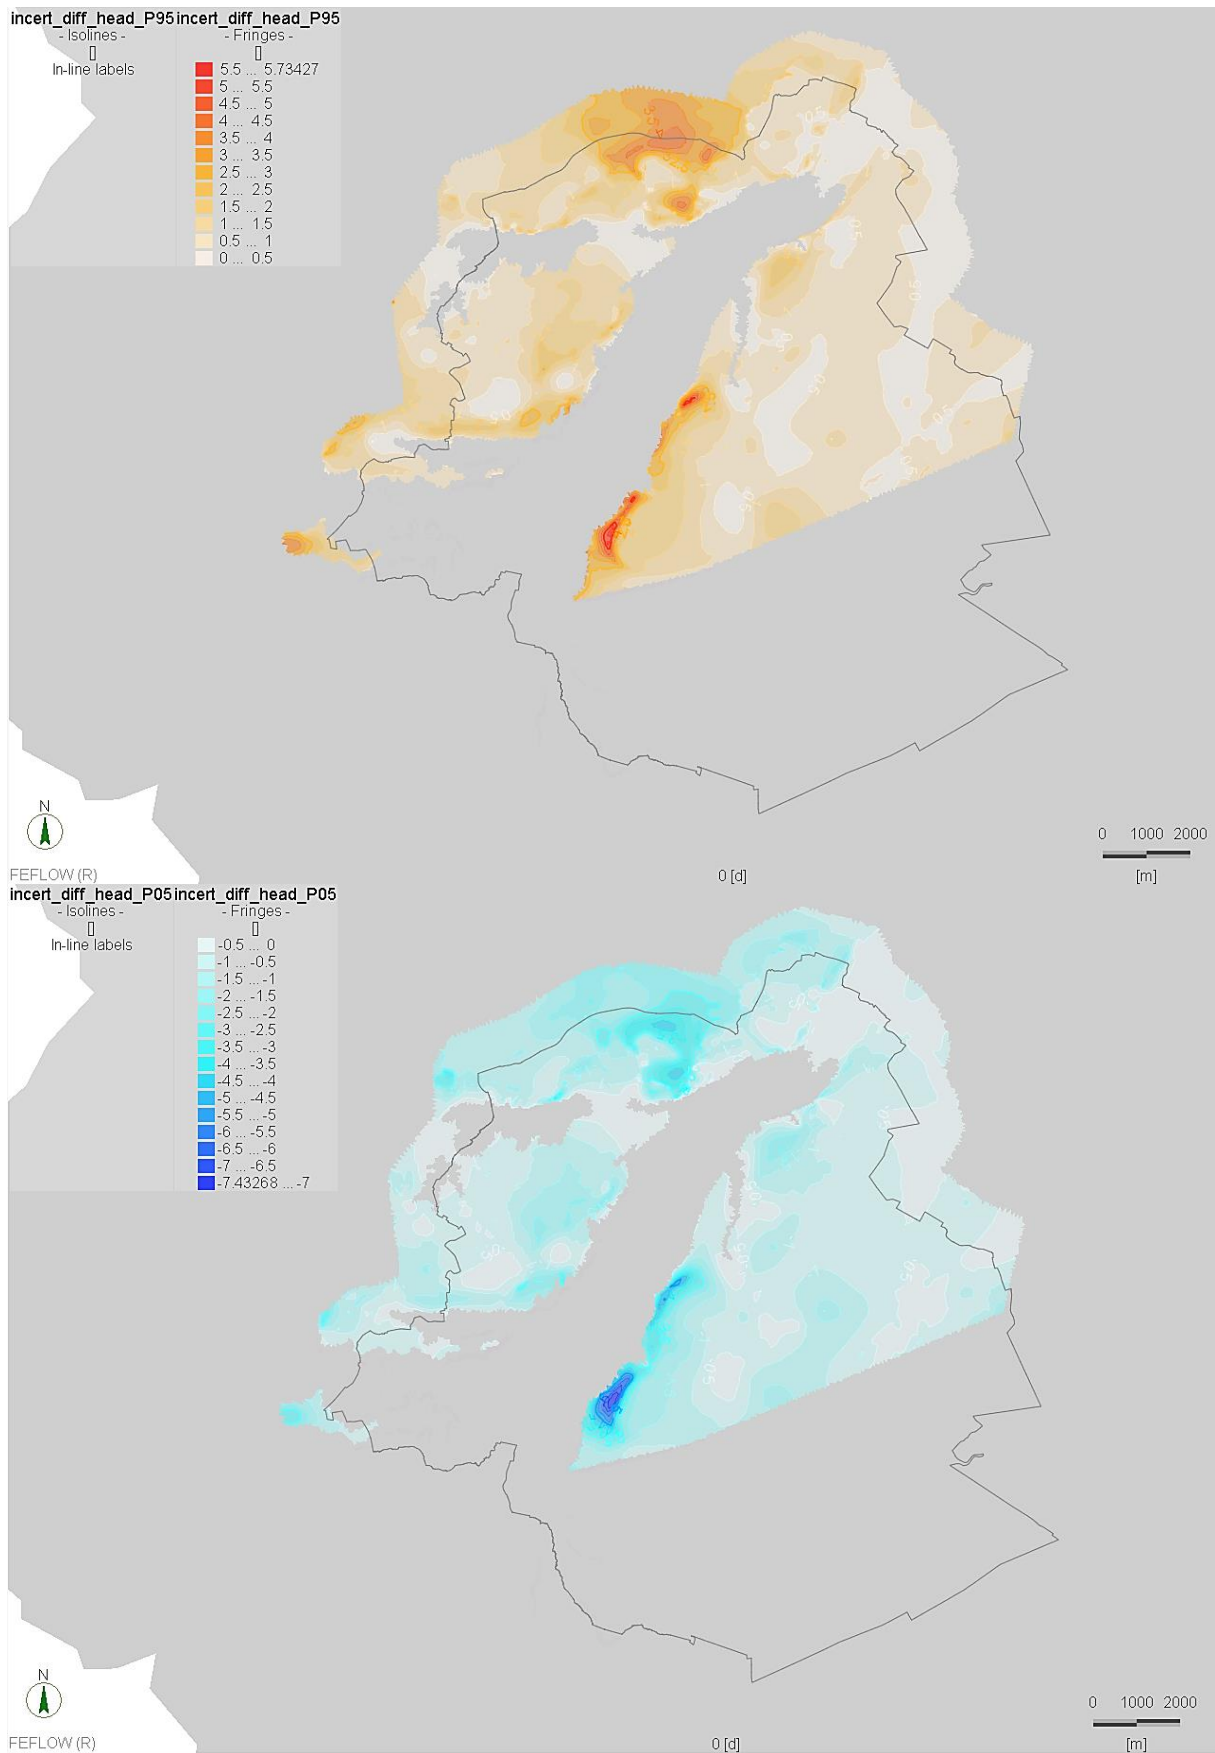 incert_diff_head_P95 incert_diff_head_P95
- Isolines - - Fringes -
[] []
In-line labels
5.5 ... 5.73427
5 ... 5.5
4.5 ... 5
4 ... 4.5
3.5 ... 4
3 ... 3.5
2.5 ... 3
2 ... 2.5
1.5 ... 2
1 ... 1.5
0.5 ... 1
0 ... 0.5
N
FEFLOW (R)
0 [d]
0 1000 2000
[m]
incert_diff_head_P05 incert_diff_head_P05
- Isolines - - Fringes -
[] []
In-line labels
-0.5 ... 0
-1 ... -0.5
-1.5 ... -1
-2 ... -1.5
-2.5 ... -2
-3 ... -2.5
-3.5 ... -3
-4 ... -3.5
-4.5 ... -4
-5 ... -4.5
-5.5 ... -5
-6 ... -5.5
-6.5 ... -6
-7 ... -6.5
-7.43268 ... -7
N
FEFLOW (R)
0 [d]
0 1000 2000
[m]